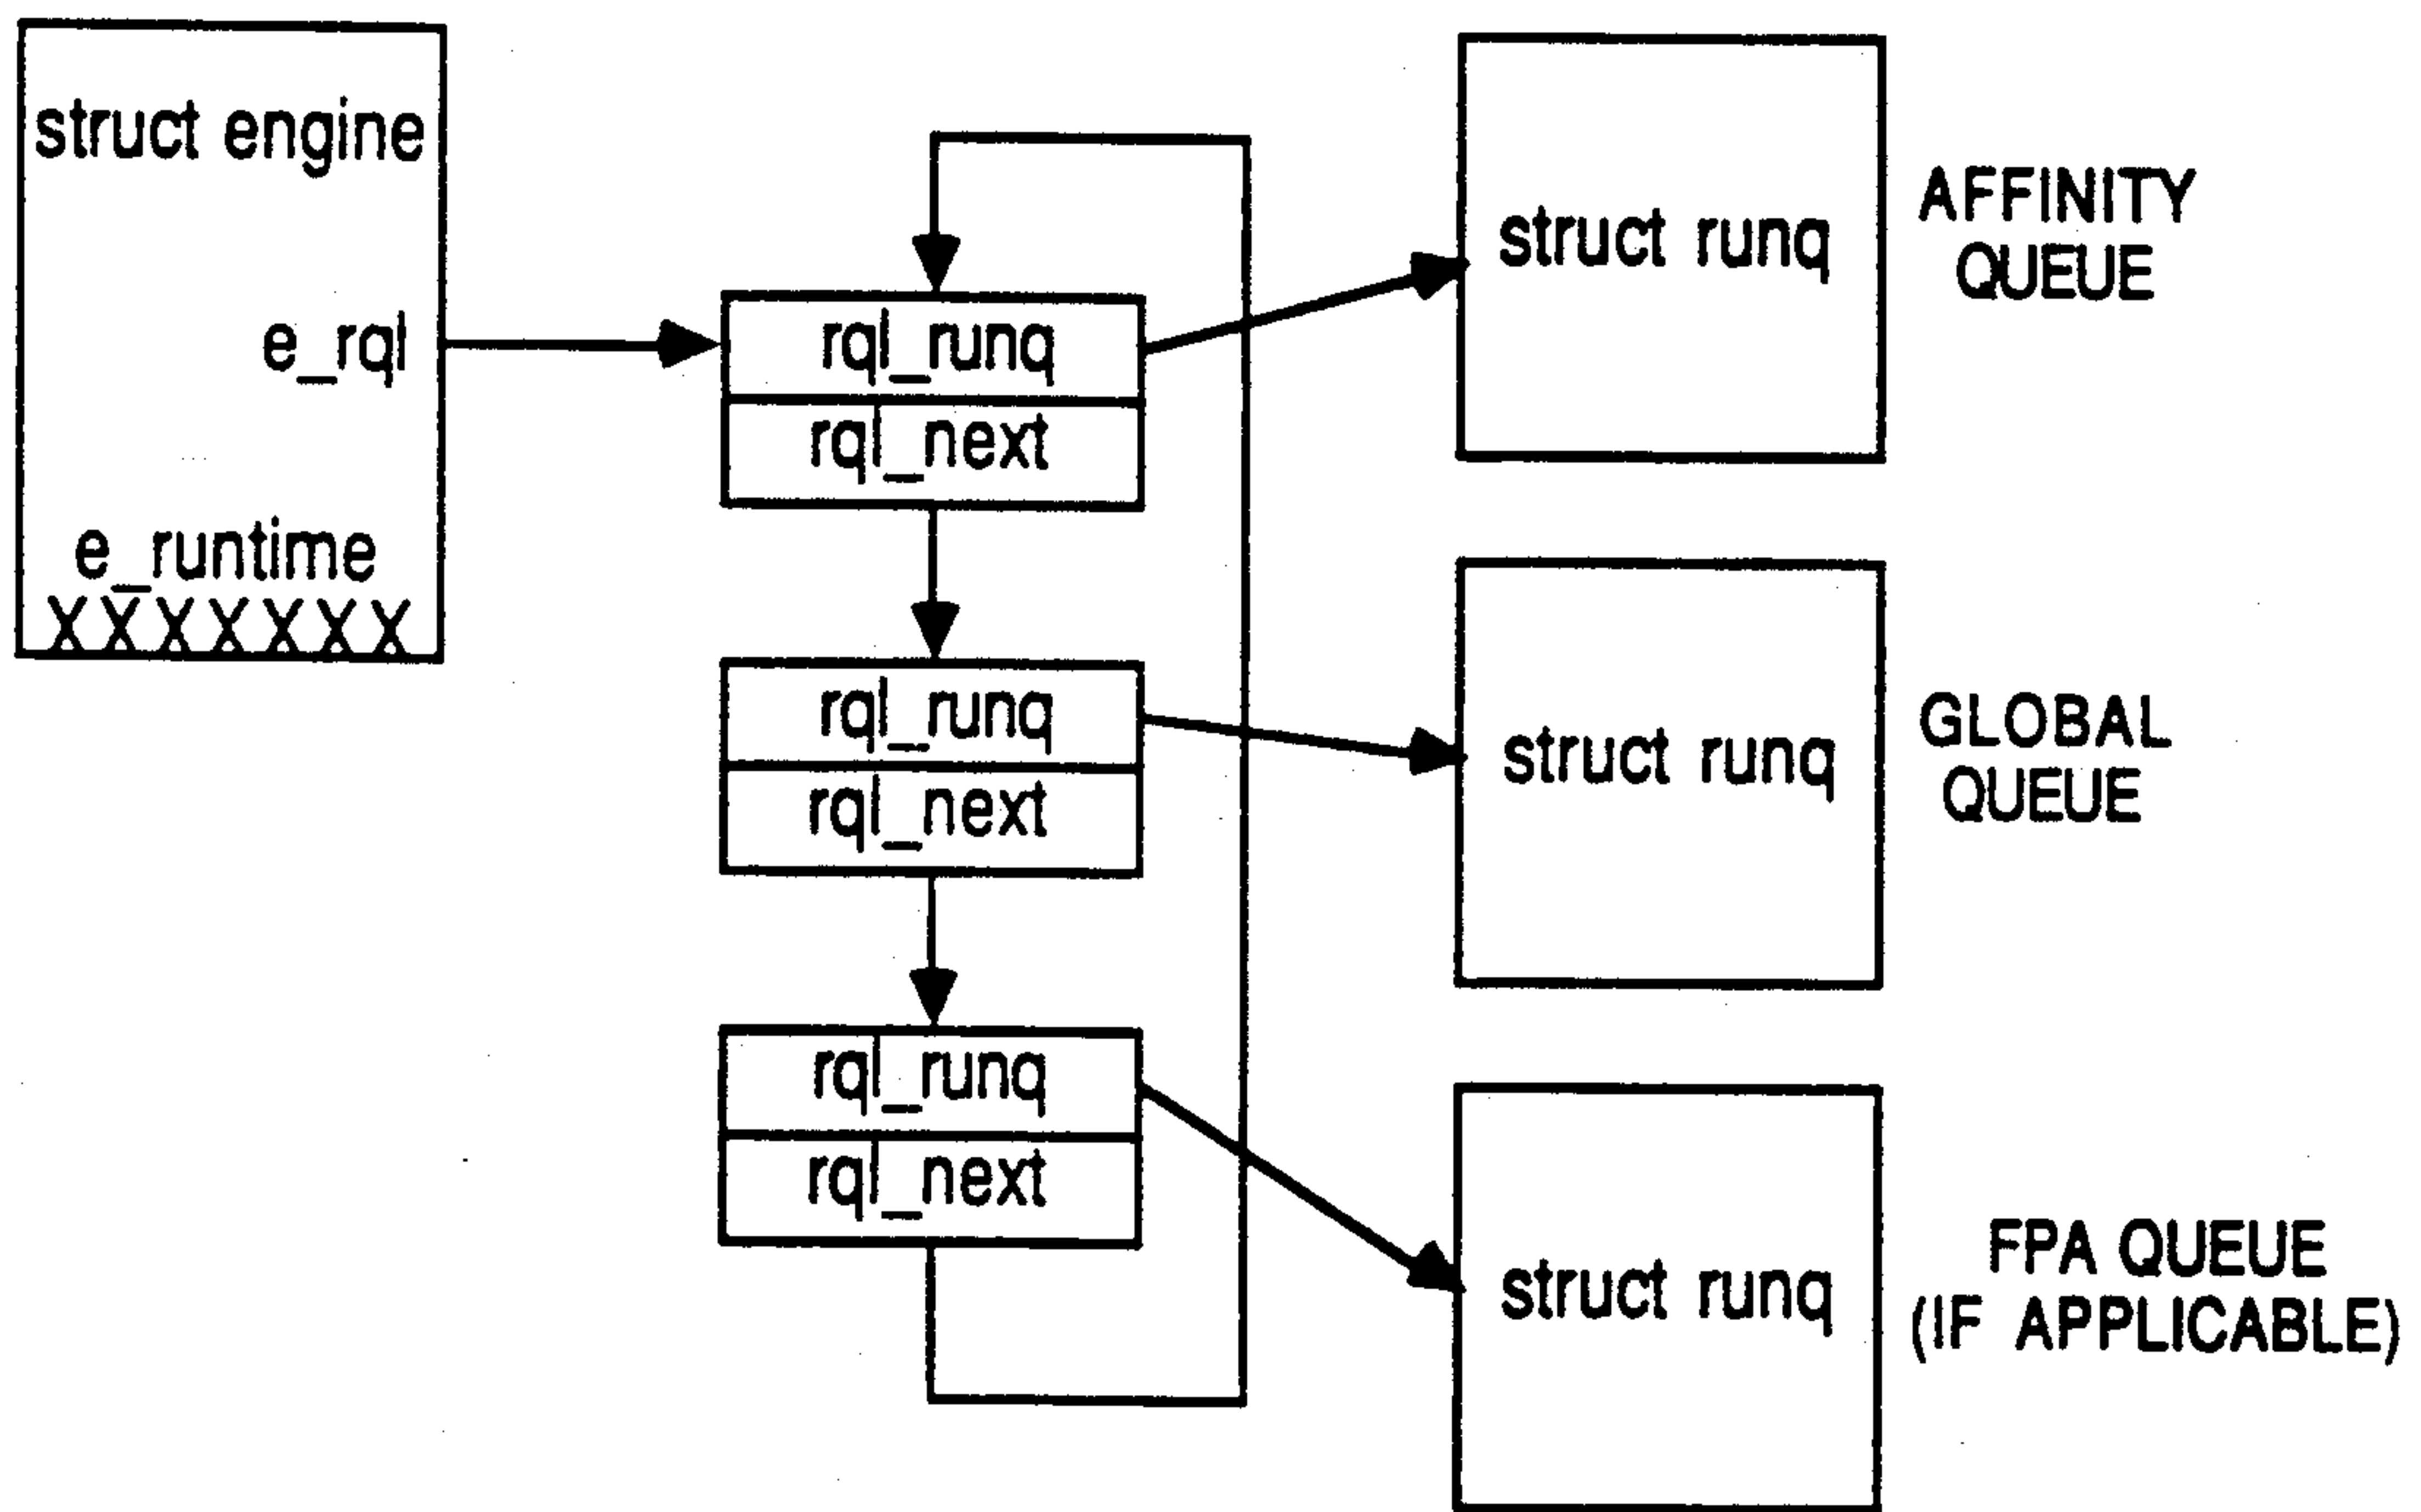 struct engine
e_rql
e_runtime
XXXXXXX
rql_runq
rql_next
rql_runq
rql_next
rql_runq
rql_next
struct runq
AFFINITY
QUEUE
struct runq
GLOBAL
QUEUE
struct runq
FPA QUEUE
(IF APPLICABLE)